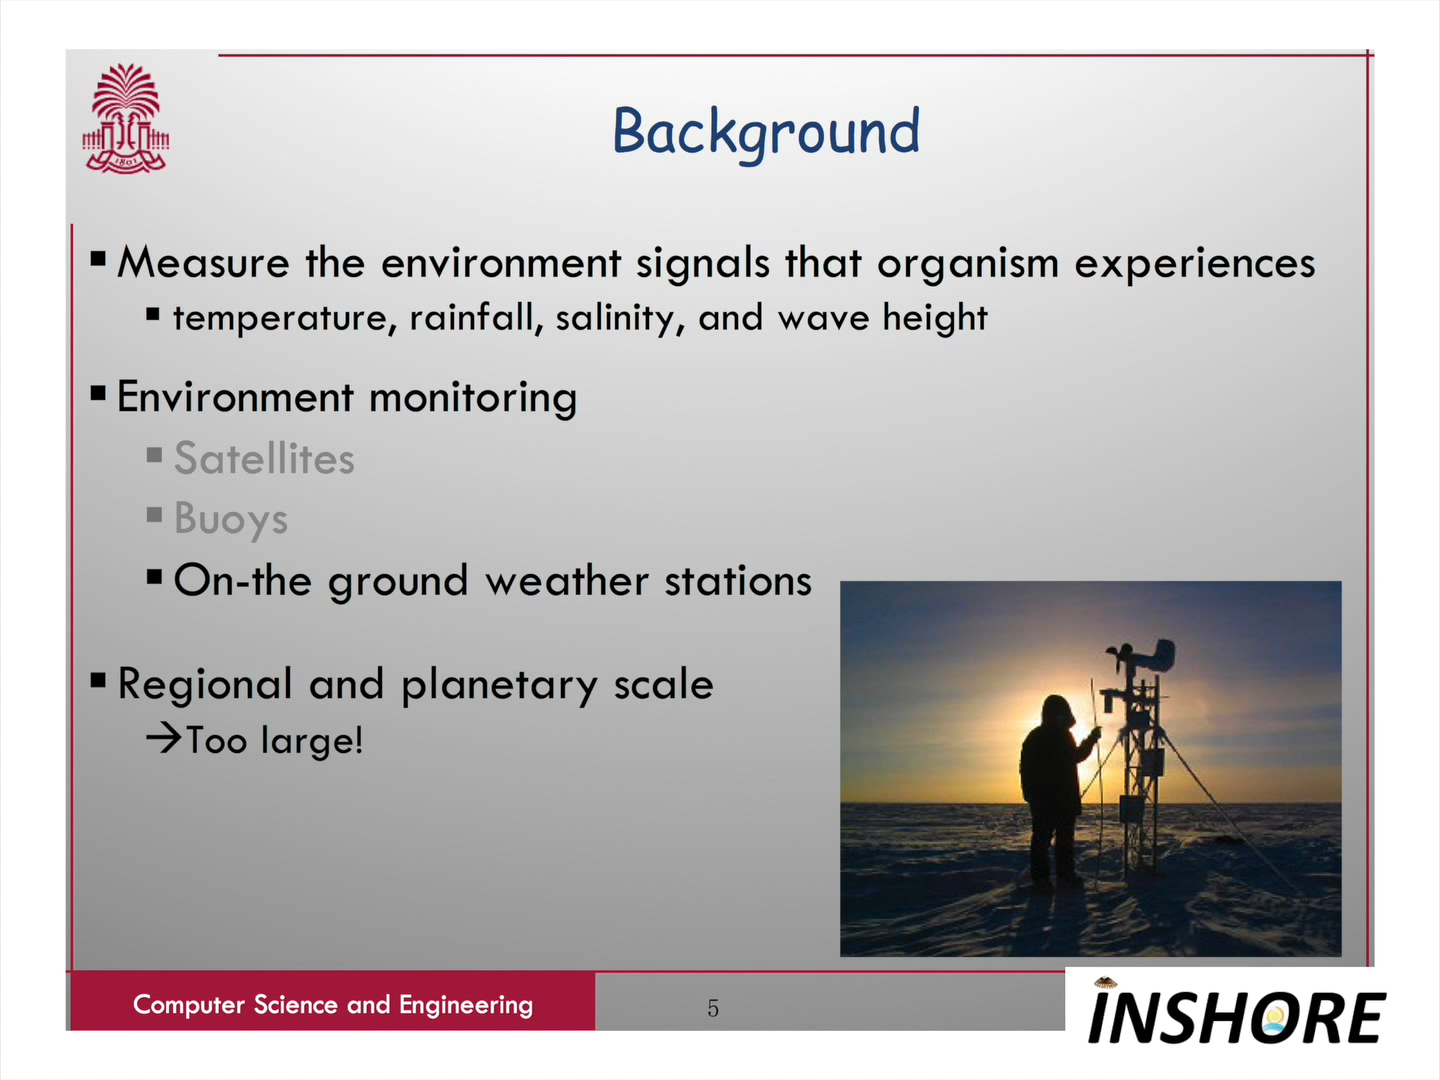 1801
Background
▪ Measure the environment signals that organism experiences
▪ temperature, rainfall, salinity, and wave height
▪ Environment monitoring
▪ Satellites
▪ Buoys
▪ On-the ground weather stations
▪ Regional and planetary scale
→Too large!
Computer Science and Engineering
5
INSHORE